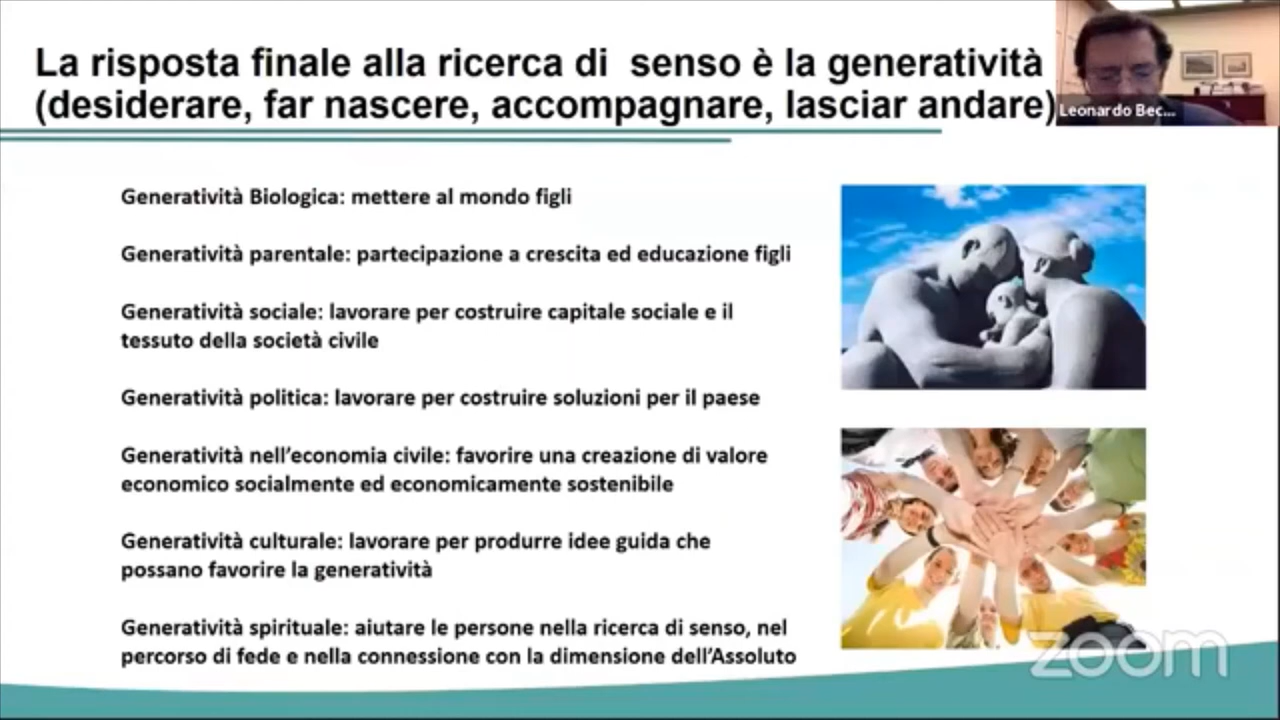 La risposta finale alla ricerca di  senso è la generatività
(desiderare, far nascere, accompagnare, lasciar andare)
Leonardo Bec...
Generatività Biologica: mettere al mondo figli
Generatività parentale: partecipazione a crescita ed educazione figli
Generatività sociale: lavorare per costruire capitale sociale e il
tessuto della società civile
Generatività politica: lavorare per costruire soluzioni per il paese
Generatività nell’economia civile: favorire una creazione di valore
economico socialmente ed economicamente sostenibile
Generatività culturale: lavorare per produrre idee guida che
possano favorire la generatività
Generatività spirituale: aiutare le persone nella ricerca di senso, nel
percorso di fede e nella connessione con la dimensione dell’Assoluto
zoom